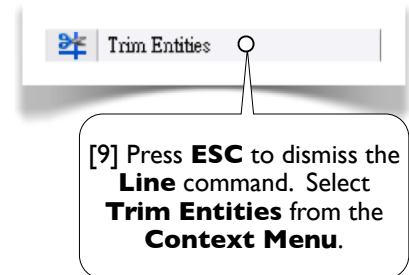 Trim Entities
[9] Press ESC to dismiss the
Line command. Select
Trim Entities from the
Context Menu.